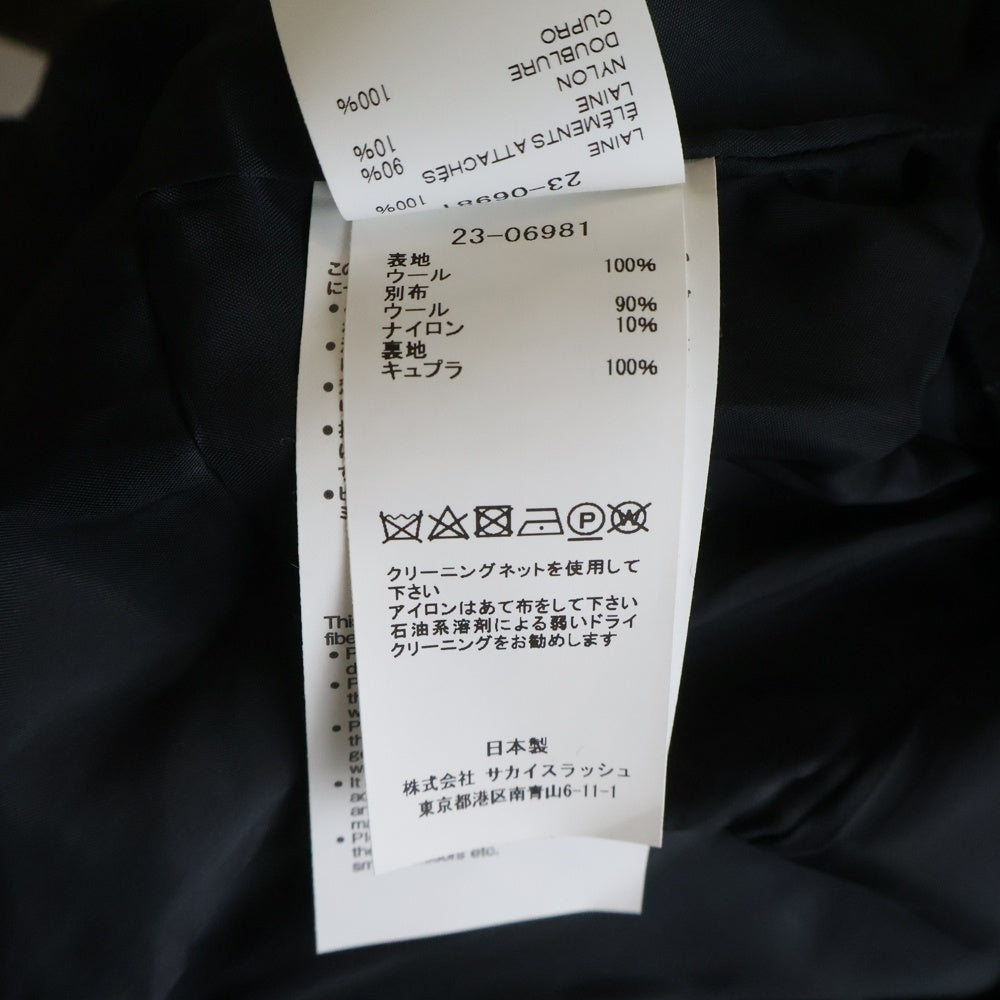 CUPRO 100%
DOUBLURE
NYLON 10%
LAINE 90%
ÉLÉMENTS ATTACHÉS
LAINE 100%
23-06981
23-06981
表地
ウール 100%
別布
ウール 90%
ナイロン 10%
裏地
キュプラ 100%
P
W
クリーニングネットを使用して
下さい
アイロンはあて布をして下さい
石油系溶剤による弱いドライ
クリーニングをお勧めします
日本製
株式会社 サカイスラッシュ
東京都港区南青山6-11-1
etc.